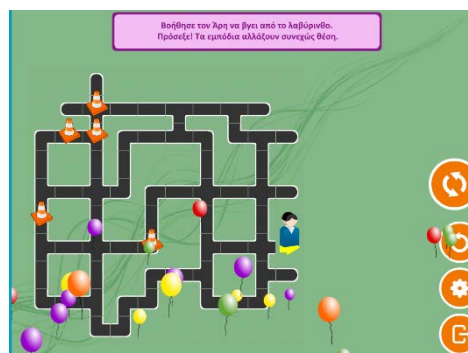 Βοήθησε τον Άρη να βγει από το λαβύρινθο.
Πρόσεξε! Τα εμπόδια αλλάζουν συνεχώς θέση.